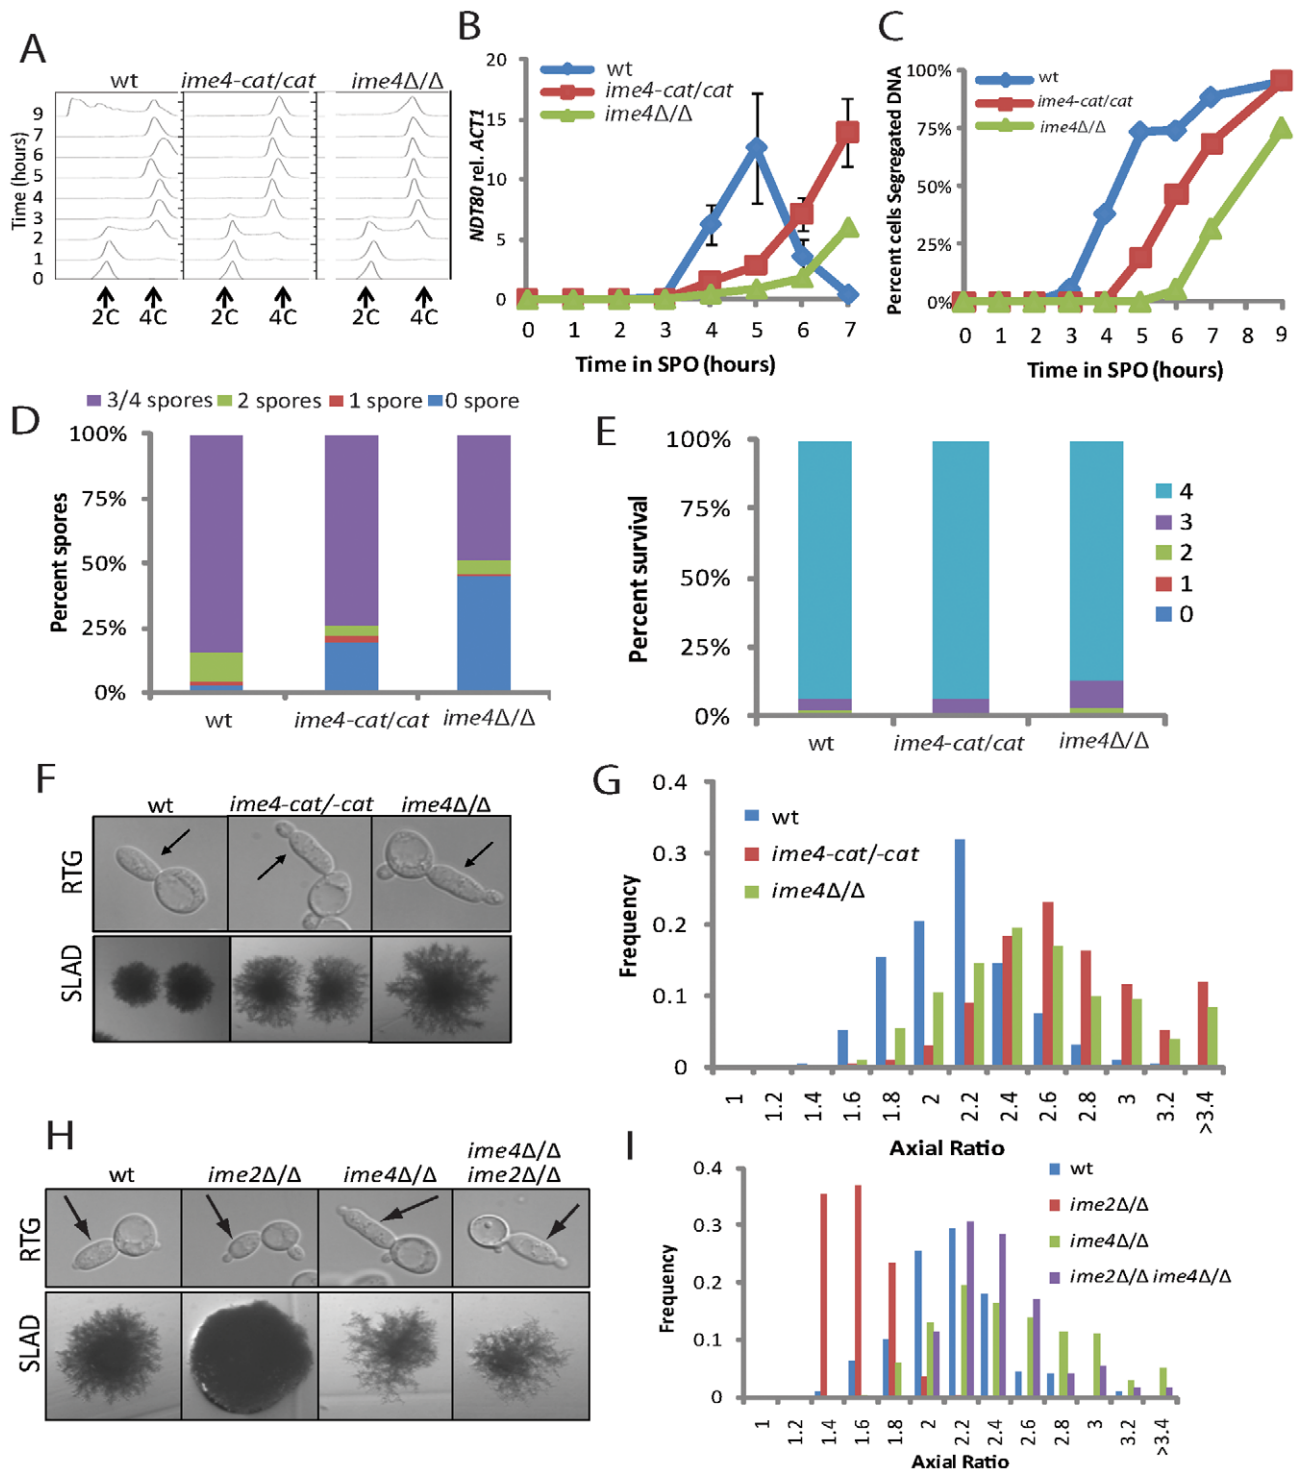 A
wt
ime4-cat/cat
ime4Δ/Δ
Time (hours)
9
7
6
5
4
3
2
1
0
2C
4C
2C
4C
2C
4C
B
wt
ime4-cat/cat
ime4Δ/Δ
NDT80 rel. ACT1
20
15
10
5
0
0 1 2 3 4 5 6 7
Time in SPO (hours)
C
wt
ime4-cat/cat
ime4Δ/Δ
Percent cells Segregated DNA
100%
75%
50%
25%
0%
0 1 2 3 4 5 6 7 9
Time in SPO (hours)
D
3/4 spores 2 spores 1 spore 0 spore
Percent spores
100%
75%
50%
25%
0%
wt
ime4-cat/cat
ime4Δ/Δ
E
Percent survival
100%
75%
50%
25%
0%
wt
ime4-cat/cat
ime4Δ/Δ
4
3
2
1
0
F
wt
ime4-cat/-cat
ime4Δ/Δ
RTG
SLAD
G
wt
ime4-cat/-cat
ime4Δ/Δ
Frequency
0.4
0.3
0.2
0.1
0
1 1.2 1.4 1.6 1.8 2 2.2 2.4 2.6 2.8 3 3.2 >3.4
Axial Ratio
H
wt
ime2Δ/Δ
ime4Δ/Δ
ime4Δ/Δ
ime2Δ/Δ
RTG
SLAD
I
wt
ime2Δ/Δ
ime4Δ/Δ
ime2Δ/Δ ime4Δ/Δ
Frequency
0.4
0.3
0.2
0.1
0
1 1.2 1.4 1.6 1.8 2 2.2 2.4 2.6 2.8 3 3.2 >3.4
Axial Ratio